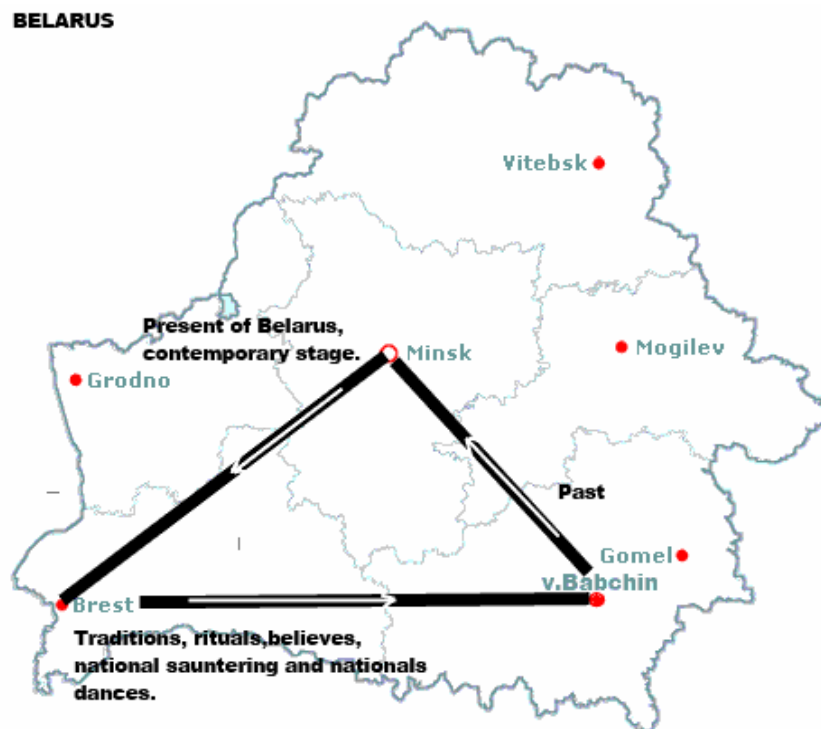 BELARUS
Vitebsk
Present of Belarus,
contemporary stage.
Minsk
Mogilev
Grodno
Past
Gomel
v.Babchin
Brest
Traditions, rituals,believes,
national sauntering and nationals
dances.